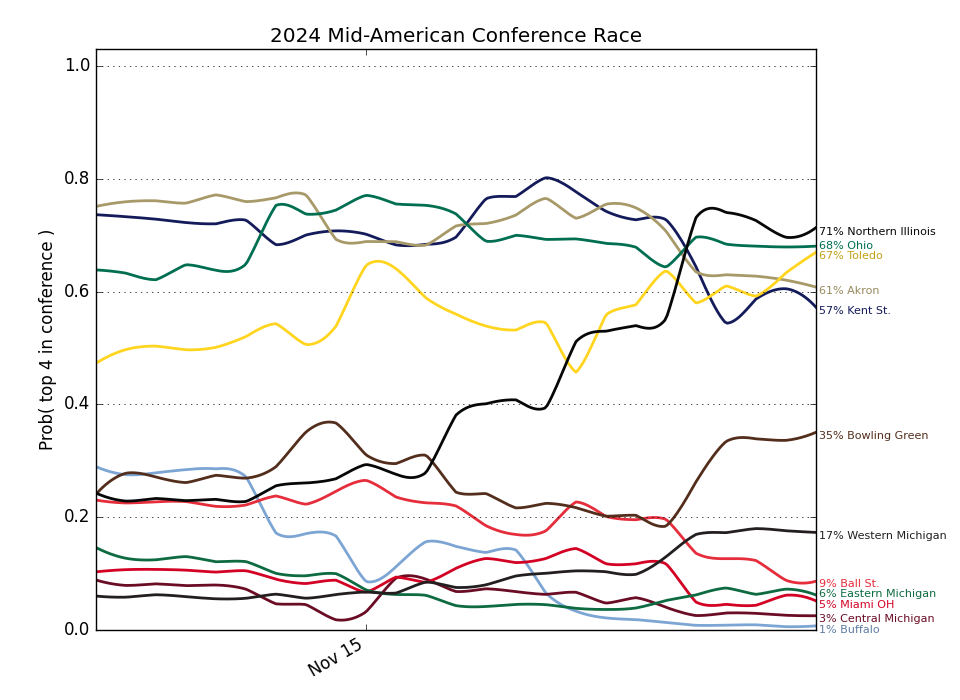 2024 Mid-American Conference Race
Prob( top 4 in conference )
1.0
0.8
0.6
0.4
0.2
0.0
Nov 15
71% Northern Illinois
68% Ohio
67% Toledo
61% Akron
57% Kent St.
35% Bowling Green
17% Western Michigan
9% Ball St.
6% Eastern Michigan
5% Miami OH
3% Central Michigan
1% Buffalo